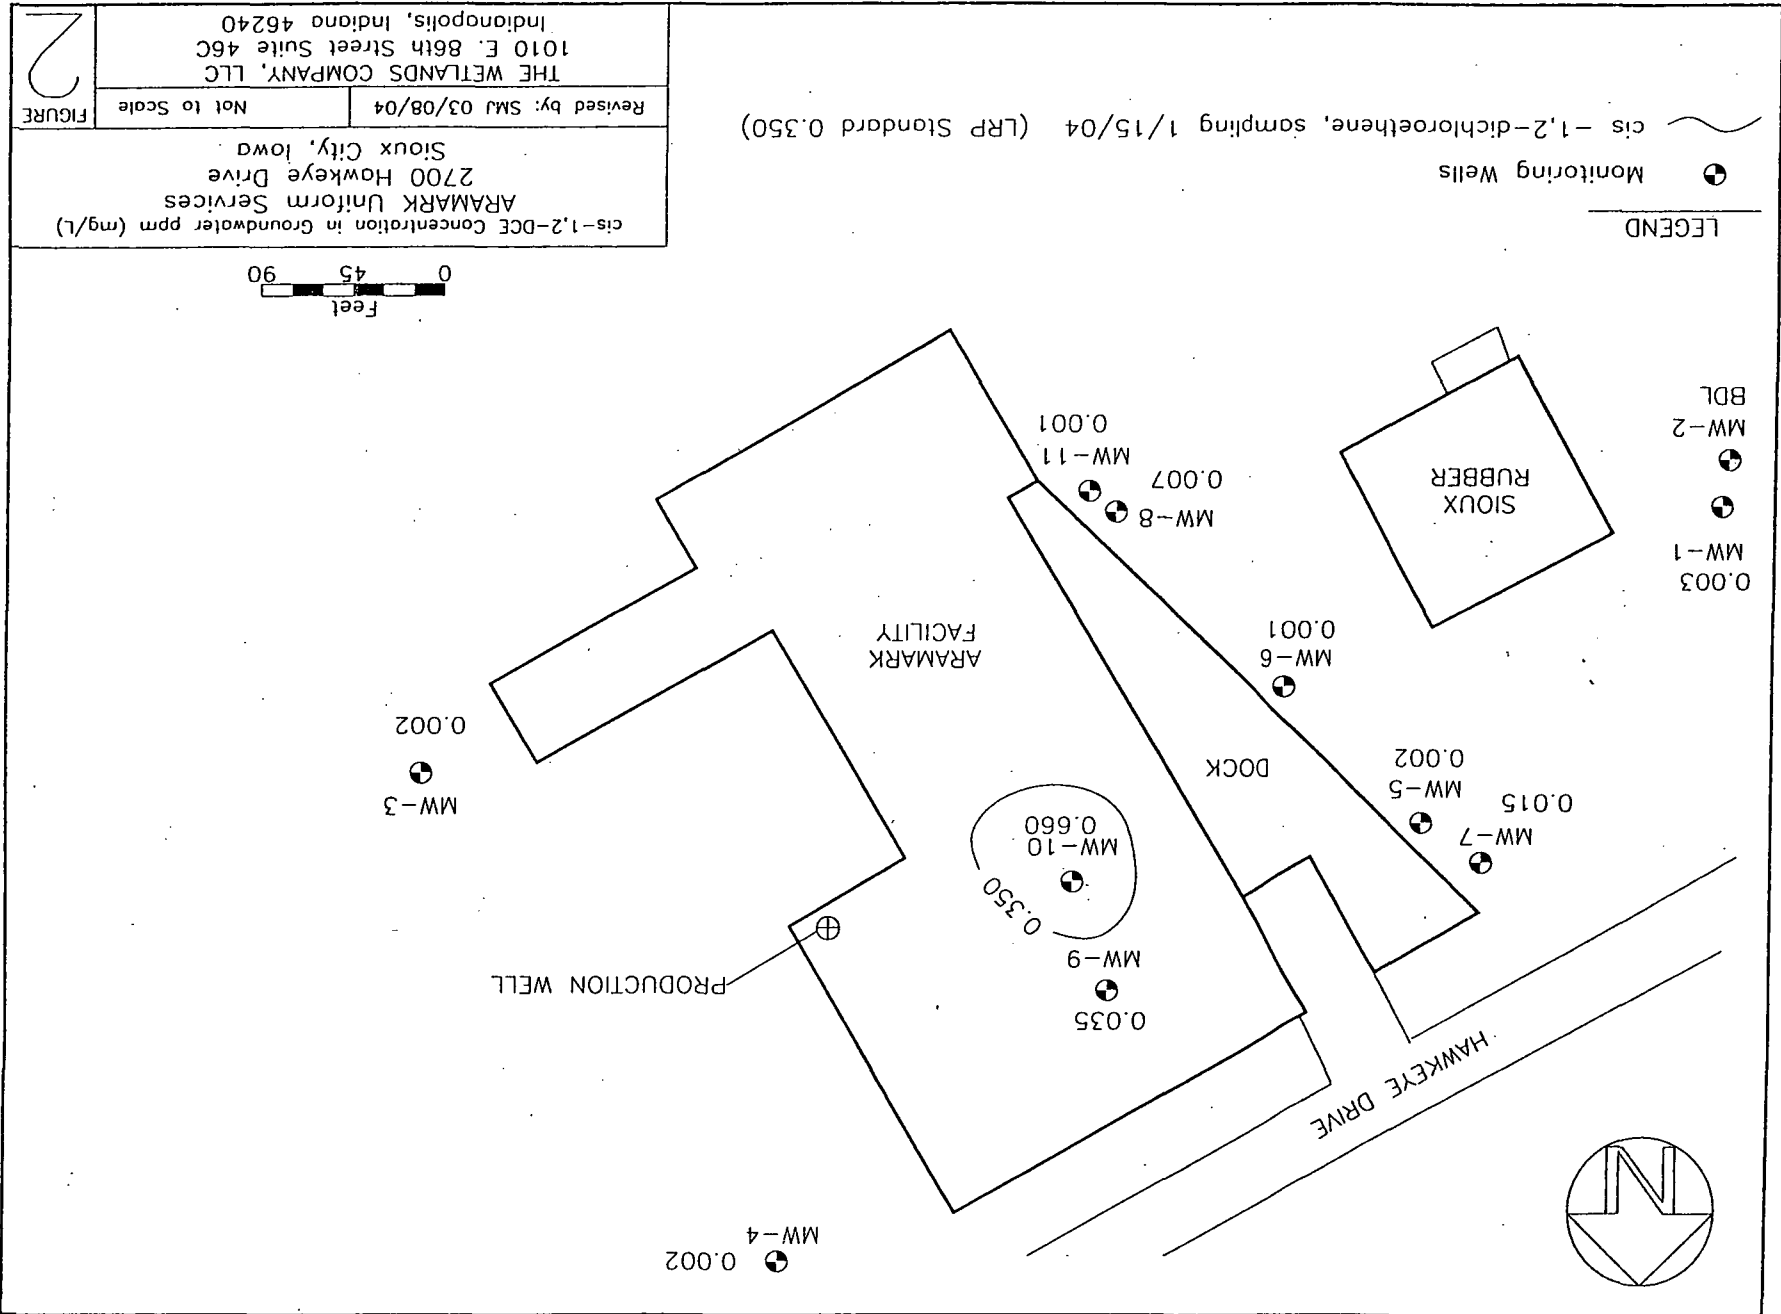 MW-4
0.002
N
HAWKEYE DRIVE
0.035
MW-9
PRODUCTION WELL
0.350
MW-10
0.660
MW-7
0.015
MW-5
0.002
DOCK
MW-3
0.002
MW-6
0.001
ARAMARK
FACILITY
0.003
MW-1
MW-2
BDL
SIOUX
RUBBER
MW-8
0.007
MW-11
0.001
Feet
0 45 90
LEGEND
Monitoring Wells
cis -1,2-dichloroethene, sampling 1/15/04 (LRP Standard 0.350)
cis-1,2-DCE Concentration in Groundwater ppm (mg/L)
ARAMARK Uniform Services
2700 Hawkeye Drive
Sioux City, Iowa
Revised by: SMJ 03/08/04
Not to Scale
FIGURE
2
THE WETLANDS COMPANY, LLC
1010 E. 86th Street Suite 46C
Indianapolis, Indiana 46240